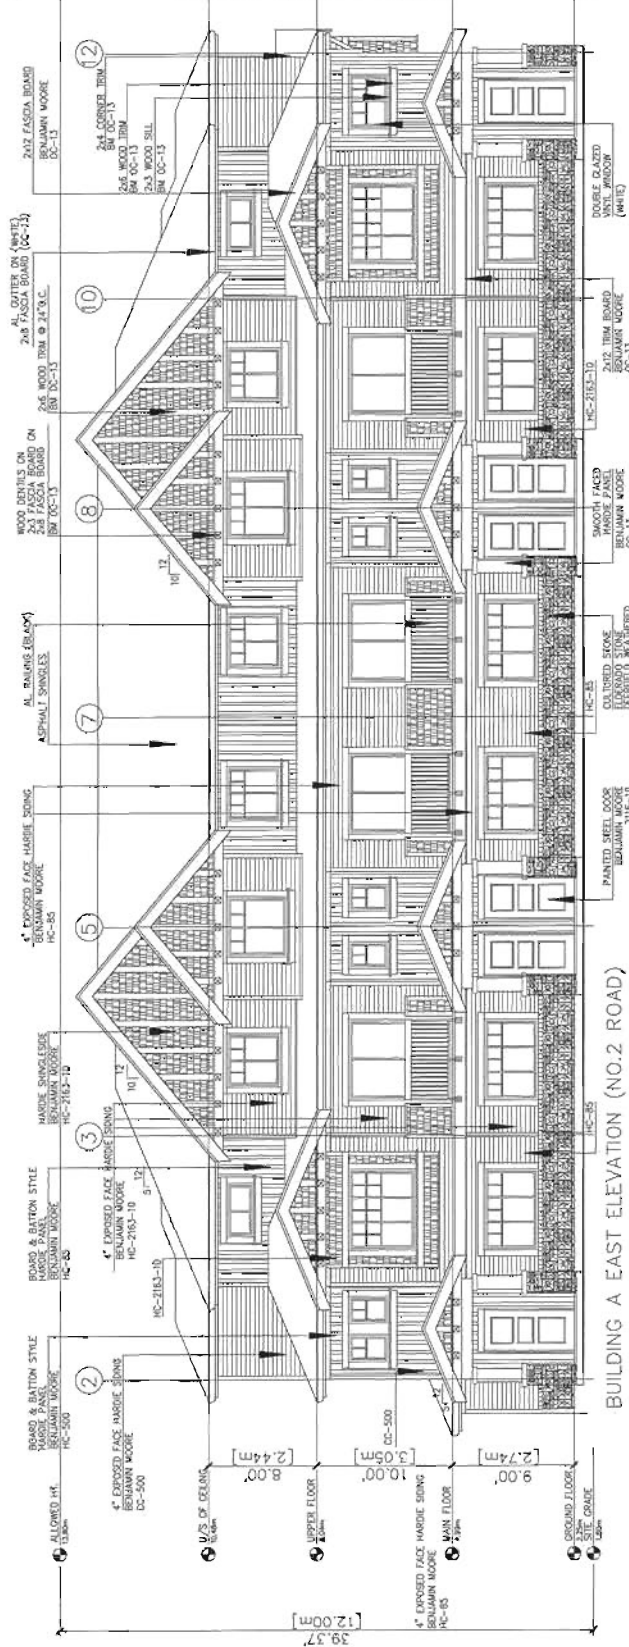 BOARD & BATTON STYLE
HARDIE PANEL
BENJAMIN MOORE
HC-500
BOARD & BATTON STYLE
HARDIE PANEL
BENJAMIN MOORE
HC-85
HARDIE SHINGLESIDE
BENJAMIN MOORE
HC-2163-10
4" EXPOSED FACE HARDIE SIDING
BENJAMIN MOORE
HC-85
AL. RAILING (BLACK)
ASPHALT SHINGLES
WOOD DENTILS ON
2x3 FASCIA BOARD ON
2x8 FASCIA BOARD
BM OC-13
AL. GUTTER ON (WHITE)
2x8 FASCIA BOARD (OC-13)
2x6 WOOD TRIM @ 24"O.C.
BM OC-13
2x12 FASCIA BOARD
BENJAMIN MOORE
OC-13
2x4 CORNER TRIM
BM OC-13
2x6 WOOD TRIM
BM OC-13
2x3 WOOD SILL
BM OC-13
2
3
5
7
8
10
12
4" EXPOSED FACE HARDIE SIDING
BENJAMIN MOORE
CC-500
4" EXPOSED FACE HARDIE SIDING
BENJAMIN MOORE
HC-2163-10
HC-2163-10
12
5
12
10
12
10
ALLOWED HT.
U/S OF CEILING
UPPER FLOOR
MAIN FLOOR
GROUND FLOOR
SITE GRADE
39.37'
[12.00m]
8.00'
[2.44m]
10.00'
[3.05m]
9.00'
[2.74m]
4" EXPOSED FACE HARDIE SIDING
BENJAMIN MOORE
HC-85
CC-500
12
5
HC-85
PAINTED STEEL DOOR
BENJAMIN MOORE
HC-85
CULTURED STONE
ELDORADO STONE
SMOOTH FACED
HARDIE PANEL
BENJAMIN MOORE
HC-2163-10
2x12 TRIM BOARD
BENJAMIN MOORE
OC-13
DOUBLE GLAZED
VINYL WINDOW
(WHITE)
BUILDING A EAST ELEVATION (NO.2 ROAD)